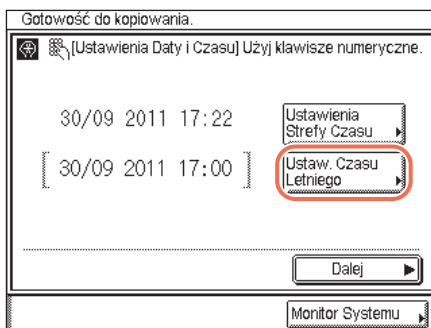 Gotowość do kopiowania.
[Ustawienia Daty i Czasu] Użyj klawisze numeryczne.
30/09 2011 17:22
Ustawienia
Strefy Czasu
[ 30/09 2011 17:00 ]
Ustaw. Czasu
Letniego
Dalej
Monitor Systemu